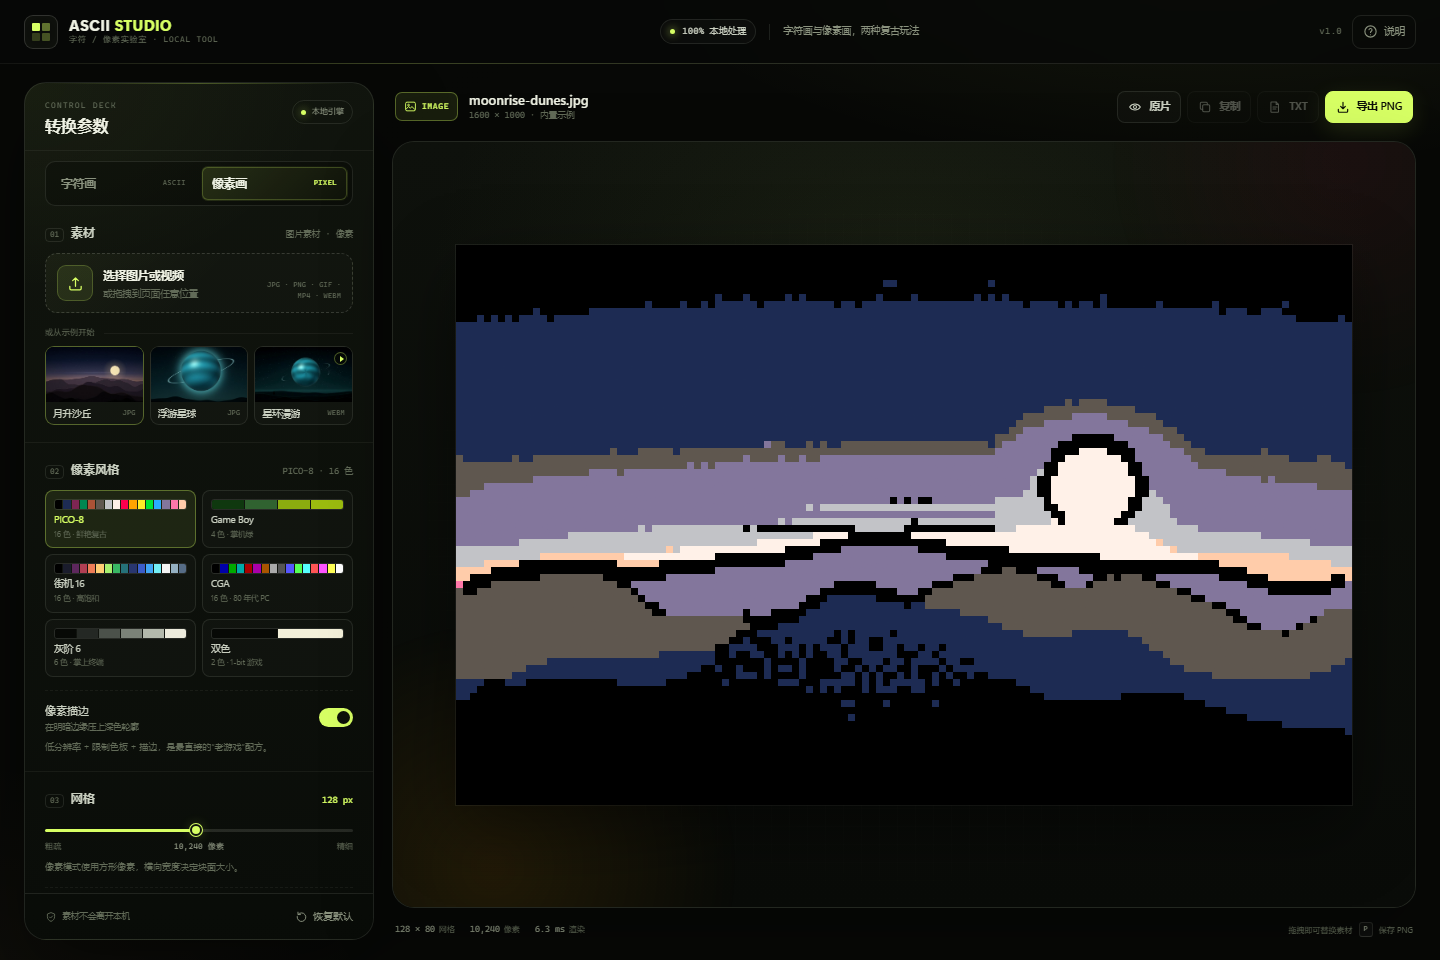 ASCII STUDIO
字符 / 像素实验室 · LOCAL TOOL
100% 本地处理
字符画与像素画，两种复古玩法
v1.0
说明
CONTROL DECK
转换参数
本地引擎
字符画 ASCII
像素画 PIXEL
01 素材
图片素材 · 像素
选择图片或视频
或拖拽到页面任意位置
JPG · PNG · GIF ·
MP4 · WEBM
或从示例开始
月升沙丘 JPG
浮游星球 JPG
星环漫游 WEBM
02 像素风格
PICO-8 · 16 色
PICO-8
16 色 · 鲜艳复古
Game Boy
4 色 · 掌机绿
街机 16
16 色 · 高饱和
CGA
16 色 · 80 年代 PC
灰阶 6
6 色 · 掌上终端
双色
2 色 · 1-bit 游戏
像素描边
在明暗边缘压上深色轮廓
低分辨率 + 限制色板 + 描边，是最直接的“老游戏”配方。
03 网格
128 px
粗疏
10,240 像素
精细
像素模式使用方形像素，横向宽度决定块面大小。
素材不会离开本机
恢复默认
IMAGE
moonrise-dunes.jpg
1600 × 1000 · 内置示例
原片
复制
TXT
导出 PNG
128 × 80 网格
10,240 像素
6.3 ms 渲染
拖拽即可替换素材
P 保存 PNG